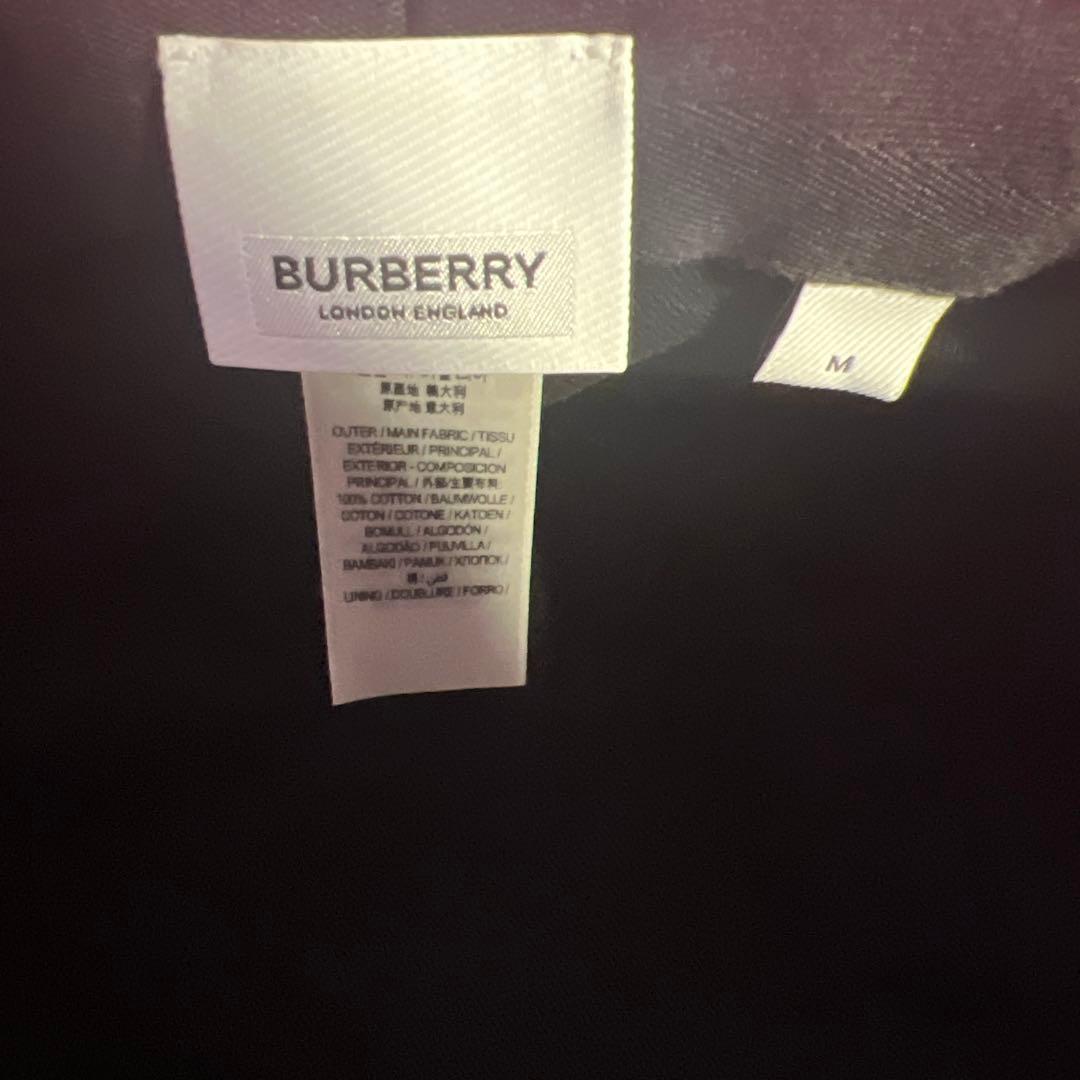 BURBERRY
LONDON ENGLAND
M
原產地 義大利
原产地 意大利
OUTER / MAIN FABRIC / TISSU
EXTÉRIEUR / PRINCIPAL /
EXTERIOR - COMPOSICION
PRINCIPAL / 外部/主要布料:
100% COTTON / BAUMWOLLE /
COTON / COTONE / KATOEN /
BOMULL / ALGODÓN /
ALGODÃO / PUUVILLA /
BAMBAKI / PAMUK / ХЛОПОК /
棉 / قطن
LINING / DOUBLURE / FORRO /